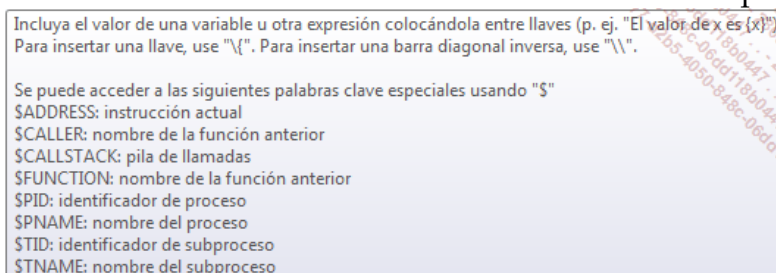 Incluya el valor de una variable u otra expresión colocándola entre llaves (p. ej. "El valor de x es {x}")
Para insertar una llave, use "\{". Para insertar una barra diagonal inversa, use "\\".
Se puede acceder a las siguientes palabras clave especiales usando "$"
$ADDRESS: instrucción actual
$CALLER: nombre de la función anterior
$CALLSTACK: pila de llamadas
$FUNCTION: nombre de la función anterior
$PID: identificador de proceso
$PNAME: nombre del proceso
$TID: identificador de subproceso
$TNAME: nombre del subproceso